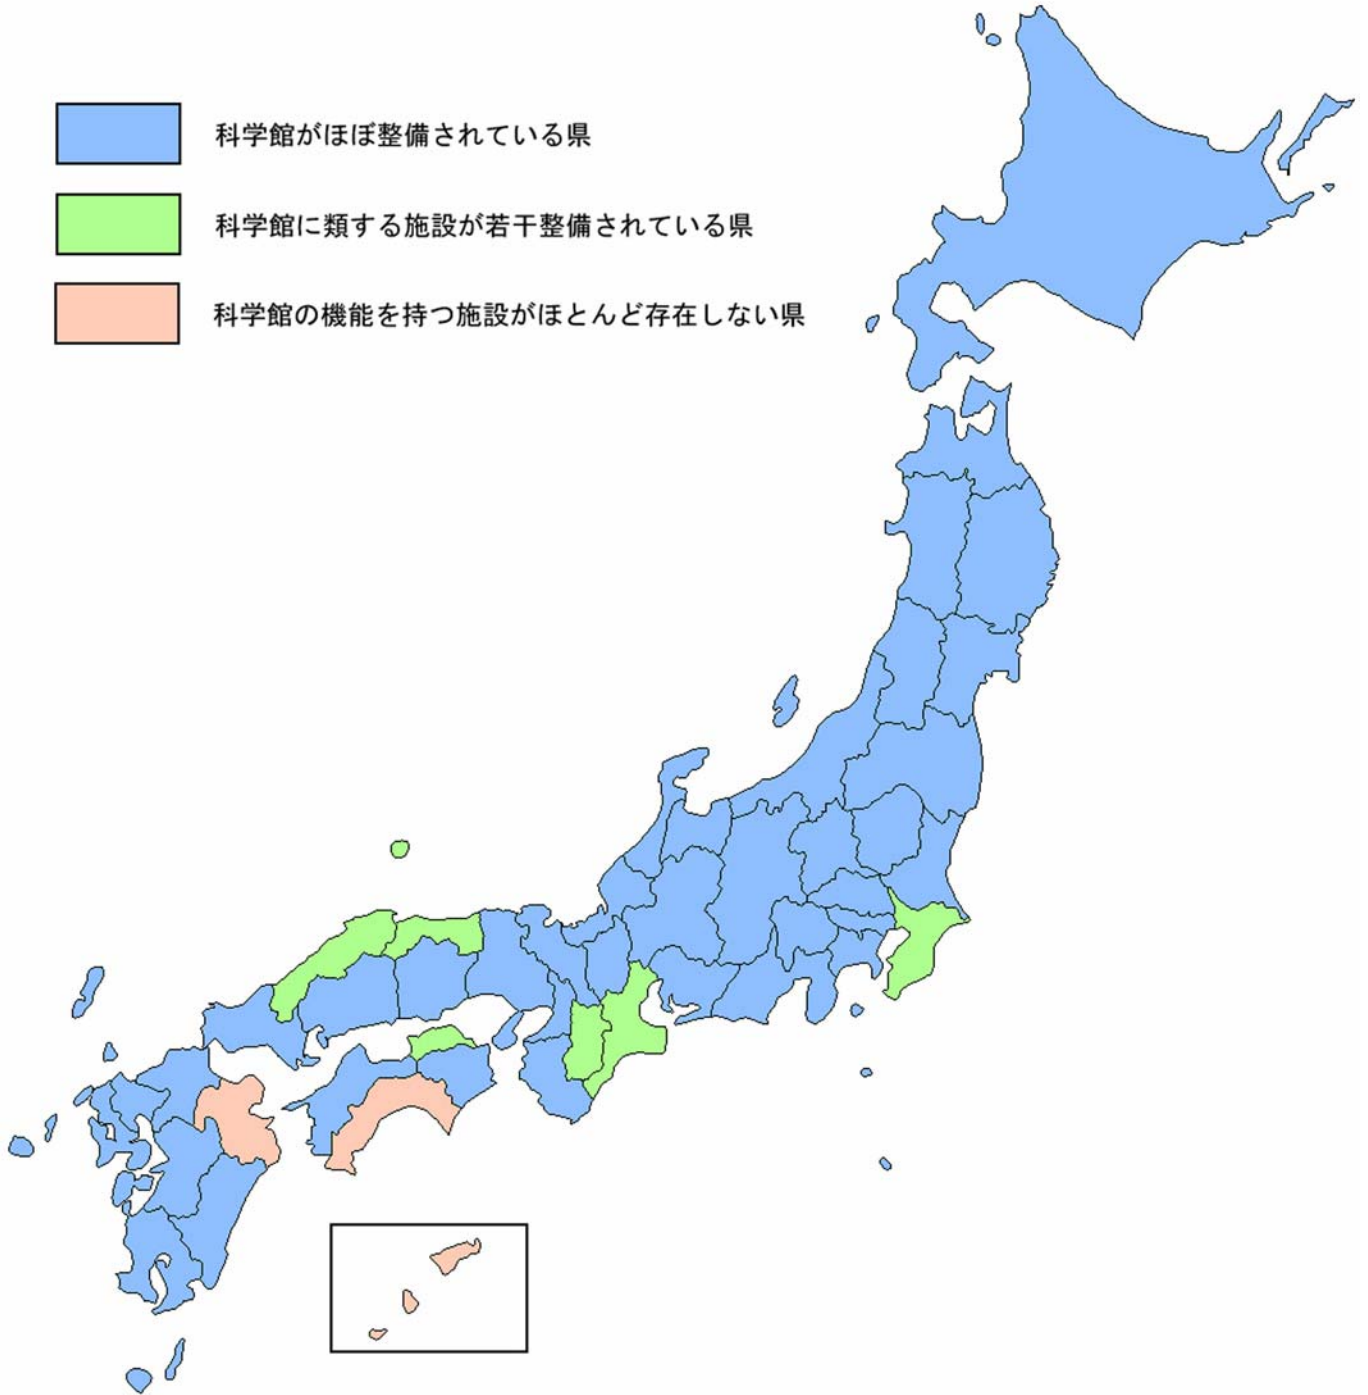 科学館がほぼ整備されている県
科学館に類する施設が若干整備されている県
科学館の機能を持つ施設がほとんど存在しない県